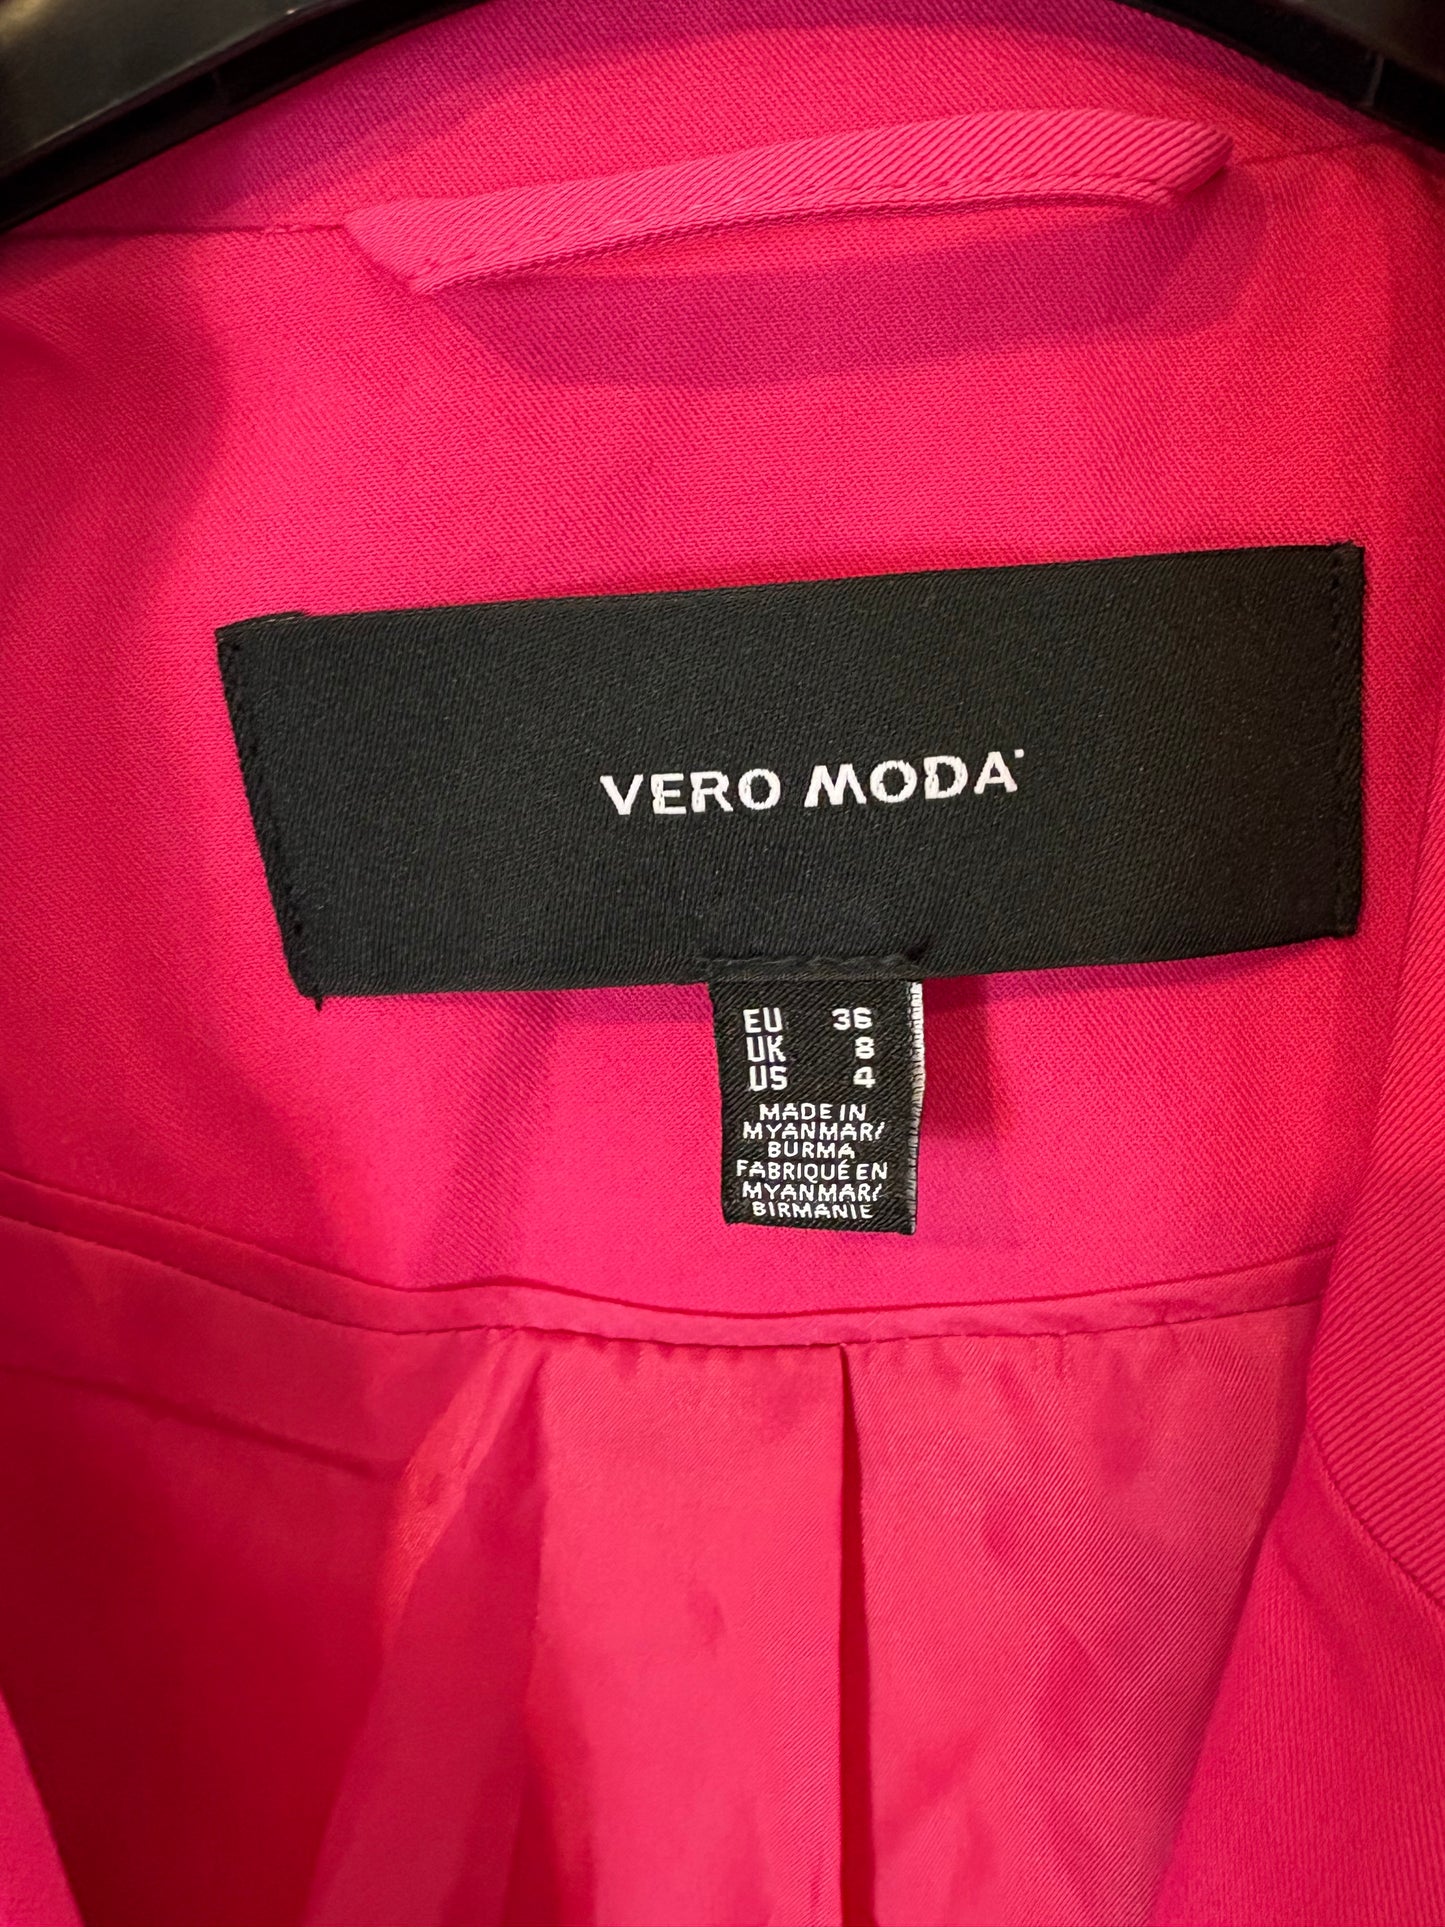 VERO MODA
EU 36
UK 8
US 4
MADE IN
MYANMAR/
BURMA
FABRIQUÉ EN
MYANMAR/
BIRMANIE